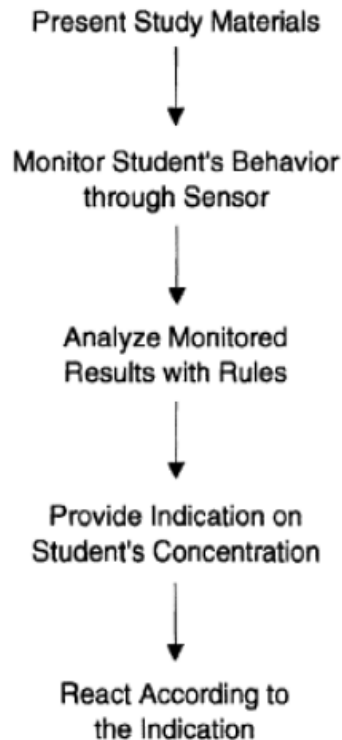 Present Study Materials
Monitor Student's Behavior
through Sensor
Analyze Monitored
Results with Rules
Provide Indication on
Student's Concentration
React According to
the Indication